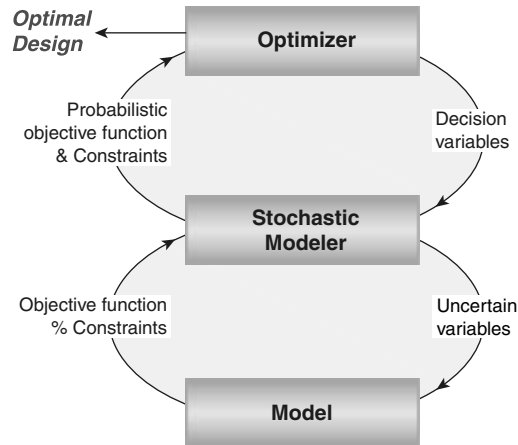 Optimal
Design
Optimizer
Probabilistic
objective function
& Constraints
Decision
variables
Stochastic
Modeler
Objective function
% Constraints
Uncertain
variables
Model